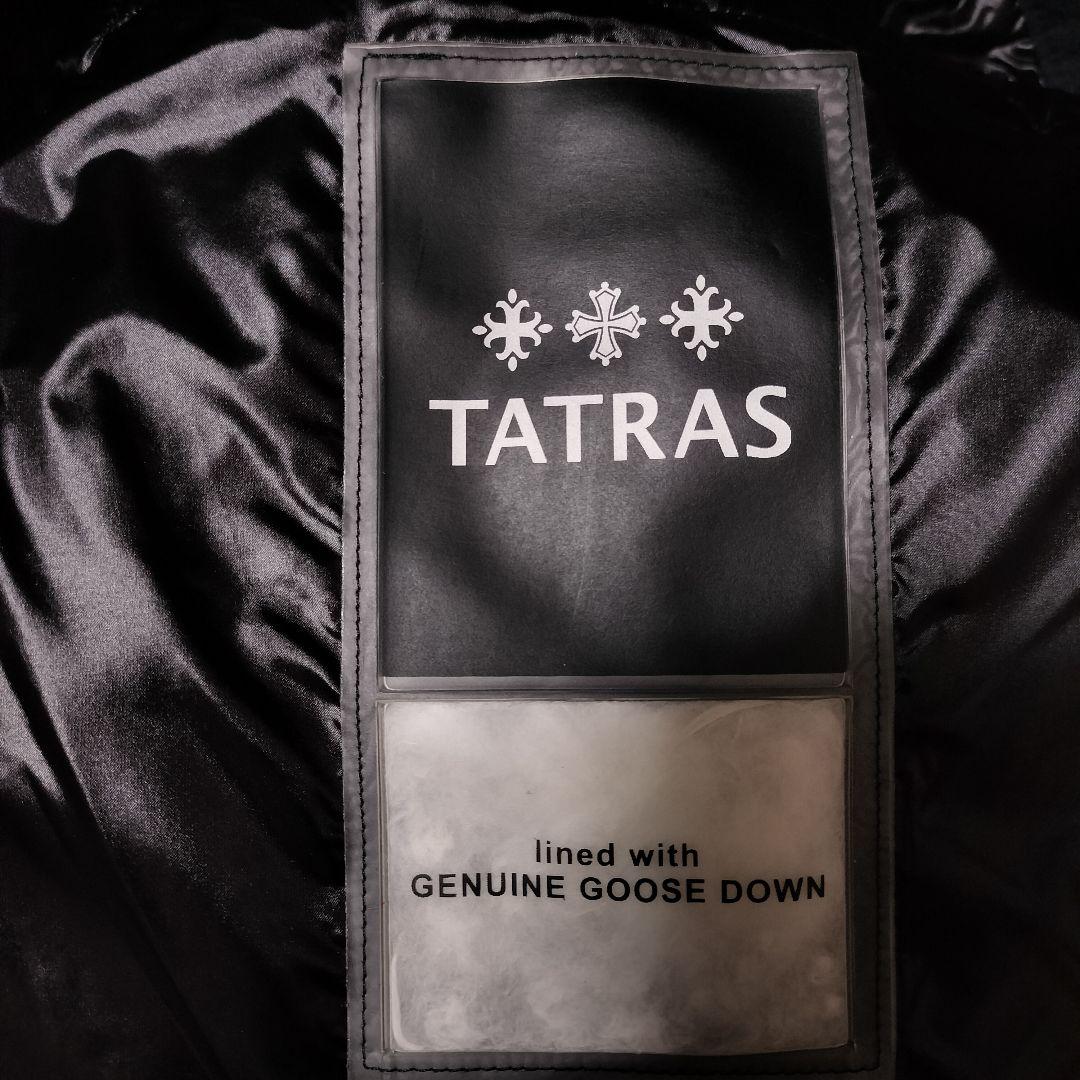 TATRAS
lined with
GENUINE GOOSE DOWN